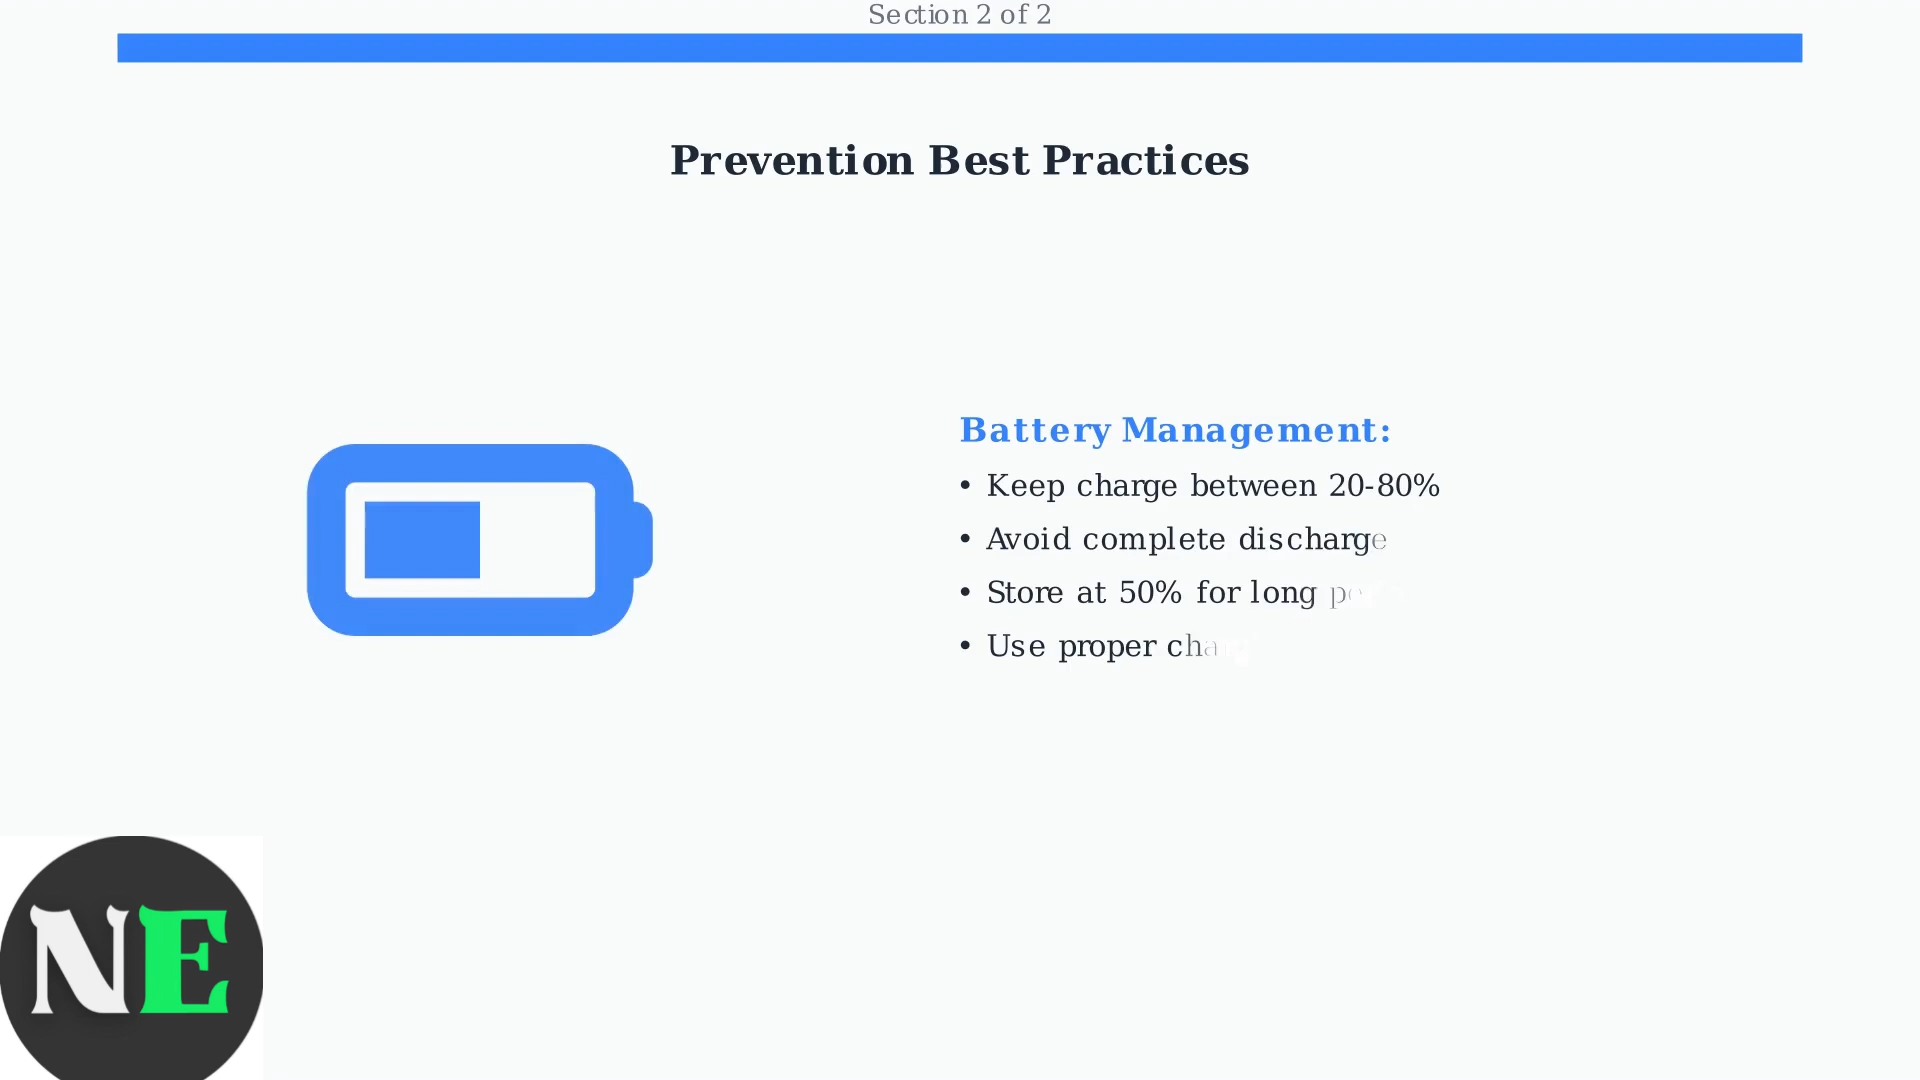 Section 2 of 2
Prevention Best Practices
Battery Management:
• Keep charge between 20-80%
• Avoid complete discharge
• Store at 50% for long
• Use proper
NE